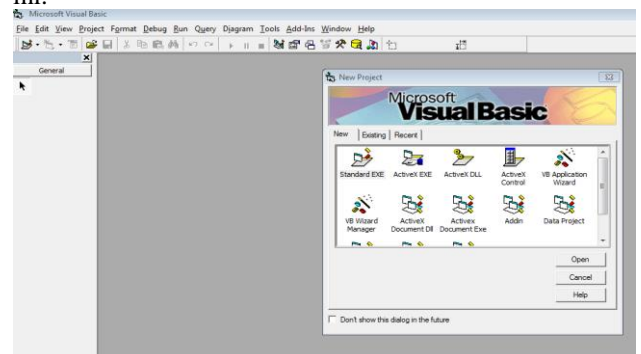 Microsoft Visual Basic
File Edit View Project Format Debug Run Query Diagram Tools Add-Ins Window Help
General
New Project
Microsoft
Visual Basic
New Existing Recent
Standard EXE ActiveX EXE ActiveX DLL ActiveX Control VB Application Wizard
VB Wizard Manager ActiveX Document Dll Activex Document Exe Addin Data Project
Open
Cancel
Help
Don't show this dialog in the future